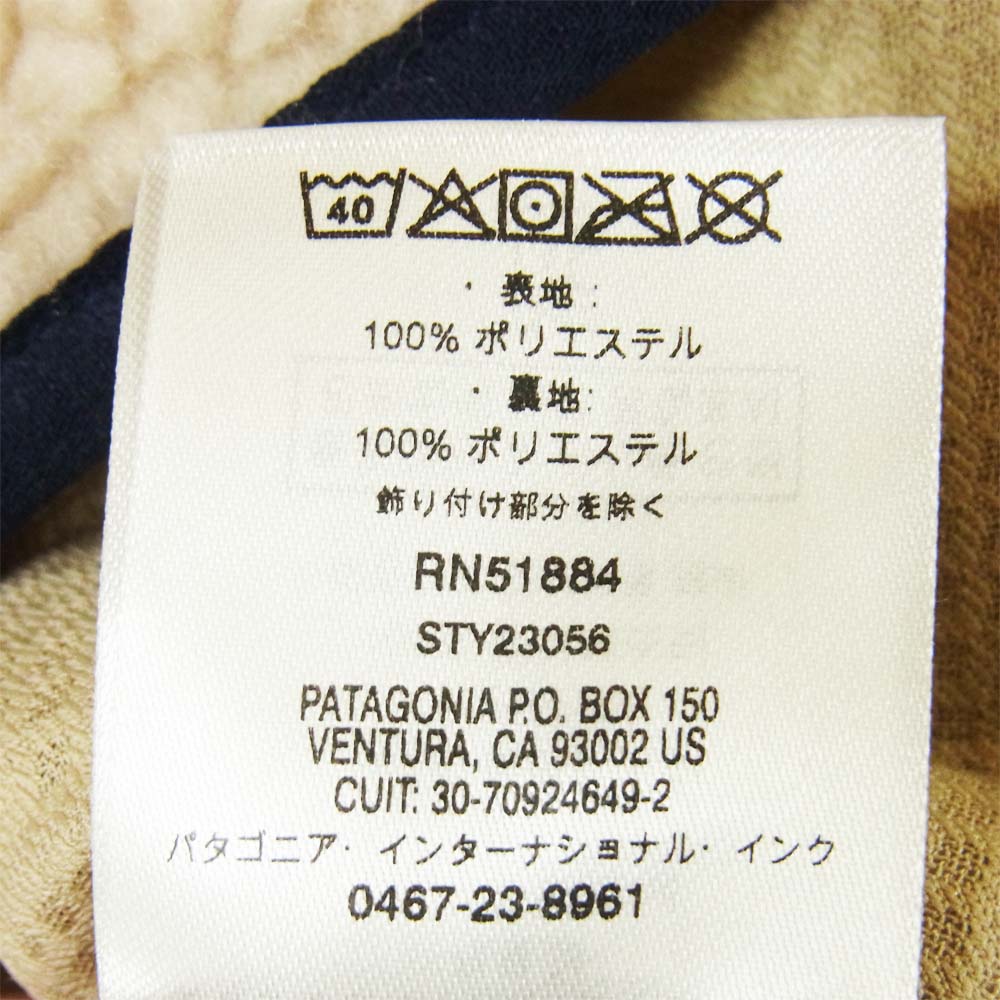 40
・表地:
100% ポリエステル
・裏地:
100% ポリエステル
飾り付け部分を除く
RN51884
STY23056
PATAGONIA P.O. BOX 150
VENTURA, CA 93002 US
CUIT: 30-70924649-2
パタゴニア・インターナショナル・インク
0467-23-8961